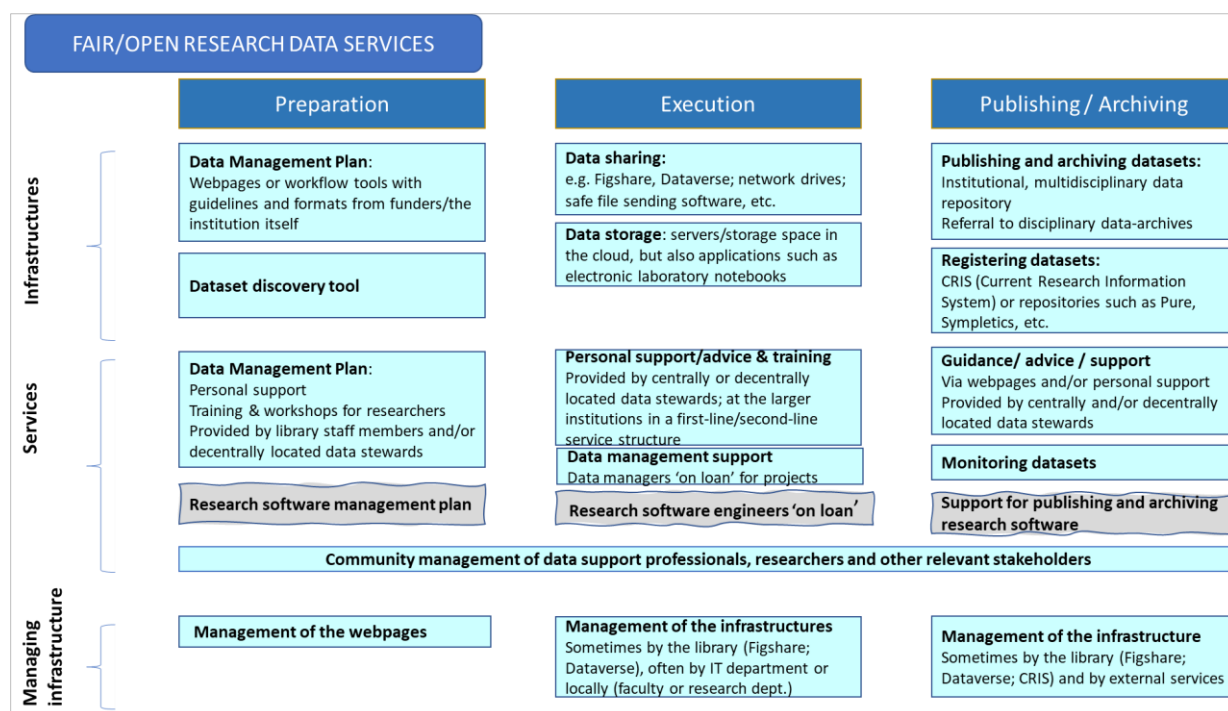 FAIR/OPEN RESEARCH DATA SERVICES
Preparation
Execution
Publishing / Archiving
Infrastructures
Data Management Plan:
Webpages or workflow tools with
guidelines and formats from funders/the
institution itself
Dataset discovery tool
Data sharing:
e.g. Figshare, Dataverse; network drives;
safe file sending software, etc.
Data storage: servers/storage space in
the cloud, but also applications such as
electronic laboratory notebooks
Publishing and archiving datasets:
Institutional, multidisciplinary data
repository
Referral to disciplinary data-archives
Registering datasets:
CRIS (Current Research Information
System) or repositories such as Pure,
Sympletics, etc.
Services
Data Management Plan:
Personal support
Training & workshops for researchers
Provided by library staff members and/or
decentrally located data stewards
Research software management plan
Personal support/advice & training
Provided by centrally or decentrally
located data stewards; at the larger
institutions in a first-line/second-line
service structure
Data management support
Data managers ‘on loan’ for projects
Research software engineers ‘on loan’
Guidance/ advice / support
Via webpages and/or personal support
Provided by centrally and/or decentrally
located data stewards
Monitoring datasets
Support for publishing and archiving
research software
Community management of data support professionals, researchers and other relevant stakeholders
Managing
infrastructure
Management of the webpages
Management of the infrastructures
Sometimes by the library (Figshare;
Dataverse), often by IT department or
locally (faculty or research dept.)
Management of the infrastructure
Sometimes by the library (Figshare;
Dataverse; CRIS) and by external services